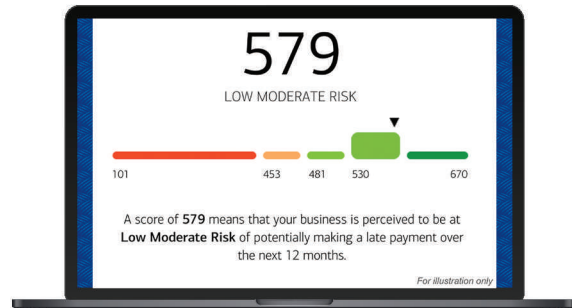 579
LOW MODERATE RISK
101 453 481 530 670
A score of 579 means that your business is perceived to be at
Low Moderate Risk of potentially making a late payment over
the next 12 months.
For illustration only